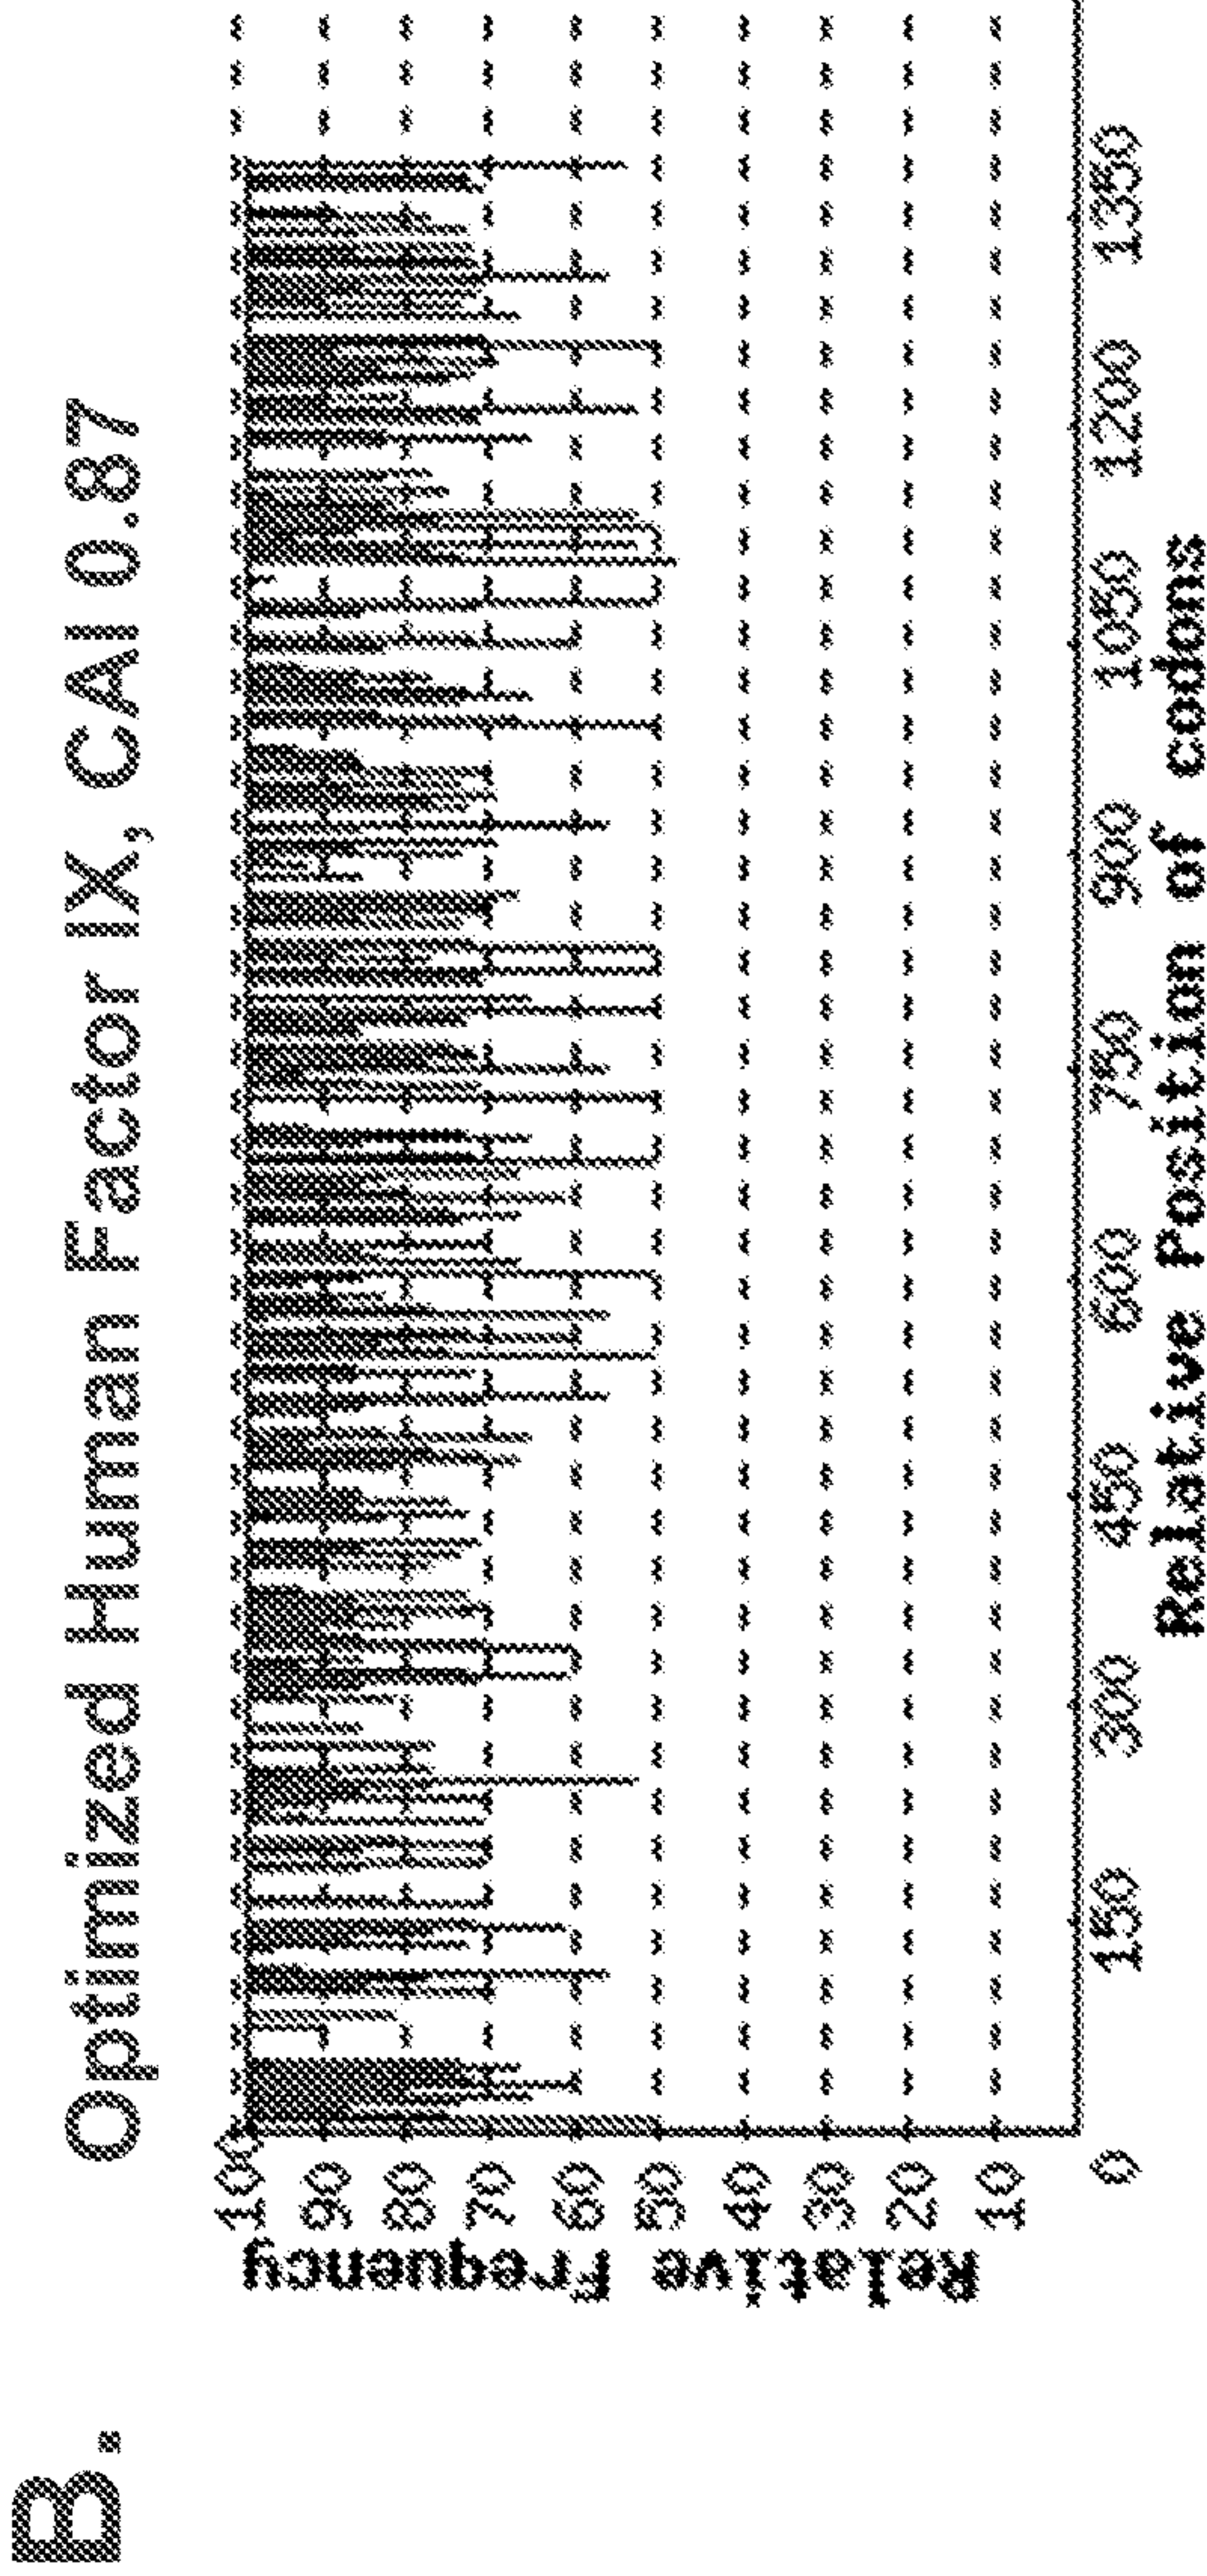 B.
Optimized Human Factor IX, CAI 0.87
Relative Frequency
100
90
80
70
60
50
40
30
20
10
0 150 300 450 600 750 900 1050 1200 1350
Relative Position of codons